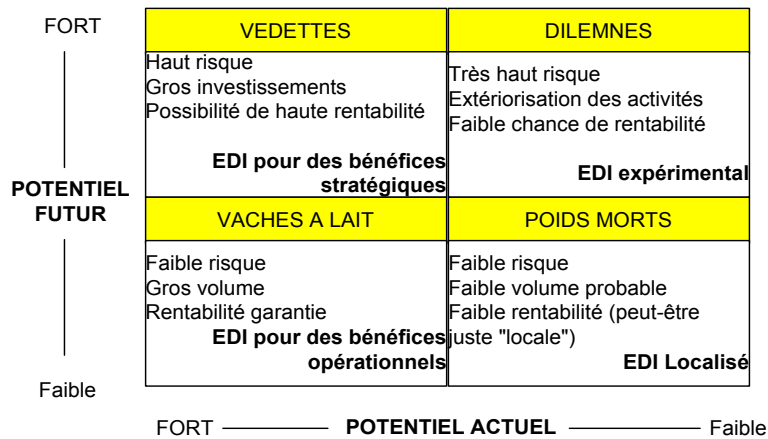 FORT
VEDETTES
DILEMNES
Haut risque
Gros investissements
Possibilité de haute rentabilité
EDI pour des bénéfices
stratégiques
Très haut risque
Extériorisation des activités
Faible chance de rentabilité
EDI expérimental
POTENTIEL
FUTUR
VACHES A LAIT
POIDS MORTS
Faible risque
Gros volume
Rentabilité garantie
EDI pour des bénéfices
opérationnels
Faible risque
Faible volume probable
Faible rentabilité (peut-être
juste "locale")
EDI Localisé
Faible
FORT
POTENTIEL ACTUEL
Faible